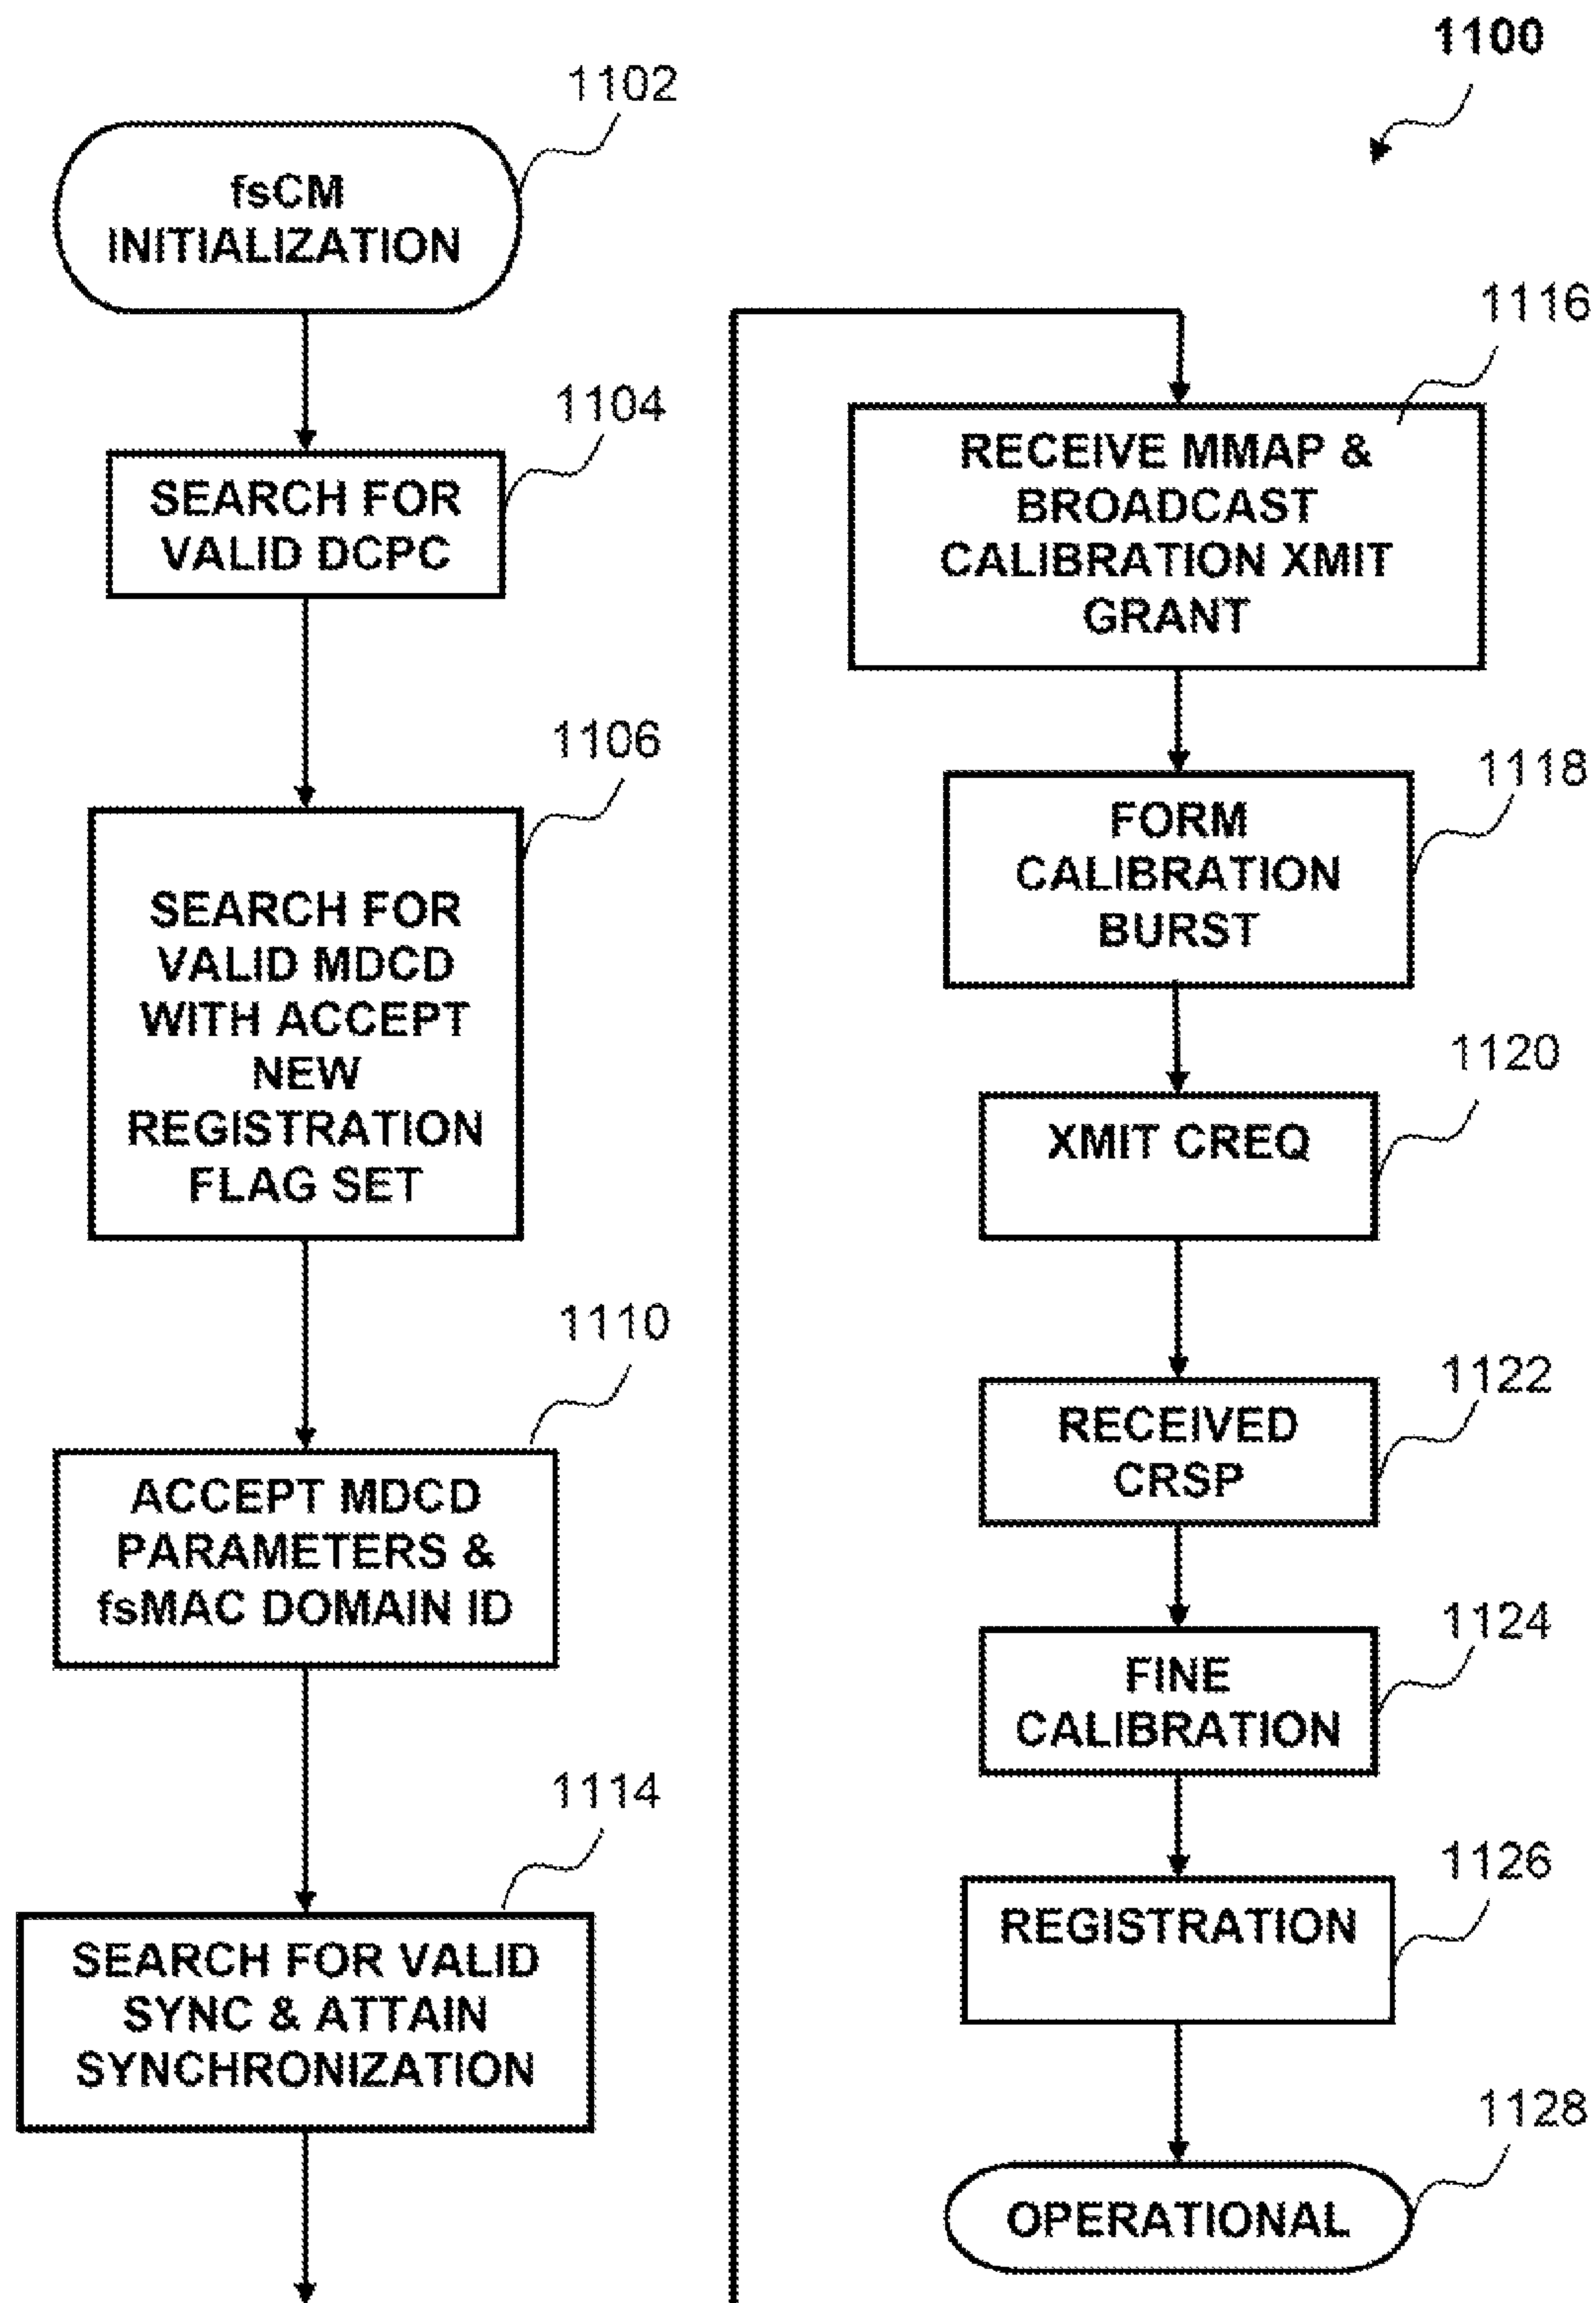 1100
1102
fsCM
INITIALIZATION
1104
SEARCH FOR
VALID DCPC
1106
SEARCH FOR
VALID MDCD
WITH ACCEPT
NEW
REGISTRATION
FLAG SET
1110
ACCEPT MDCD
PARAMETERS &
fsMAC DOMAIN ID
1114
SEARCH FOR VALID
SYNC & ATTAIN
SYNCHRONIZATION
1116
RECEIVE MMAP &
BROADCAST
CALIBRATION XMIT
GRANT
1118
FORM
CALIBRATION
BURST
1120
XMIT CREQ
1122
RECEIVED
CRSP
1124
FINE
CALIBRATION
1126
REGISTRATION
1128
OPERATIONAL